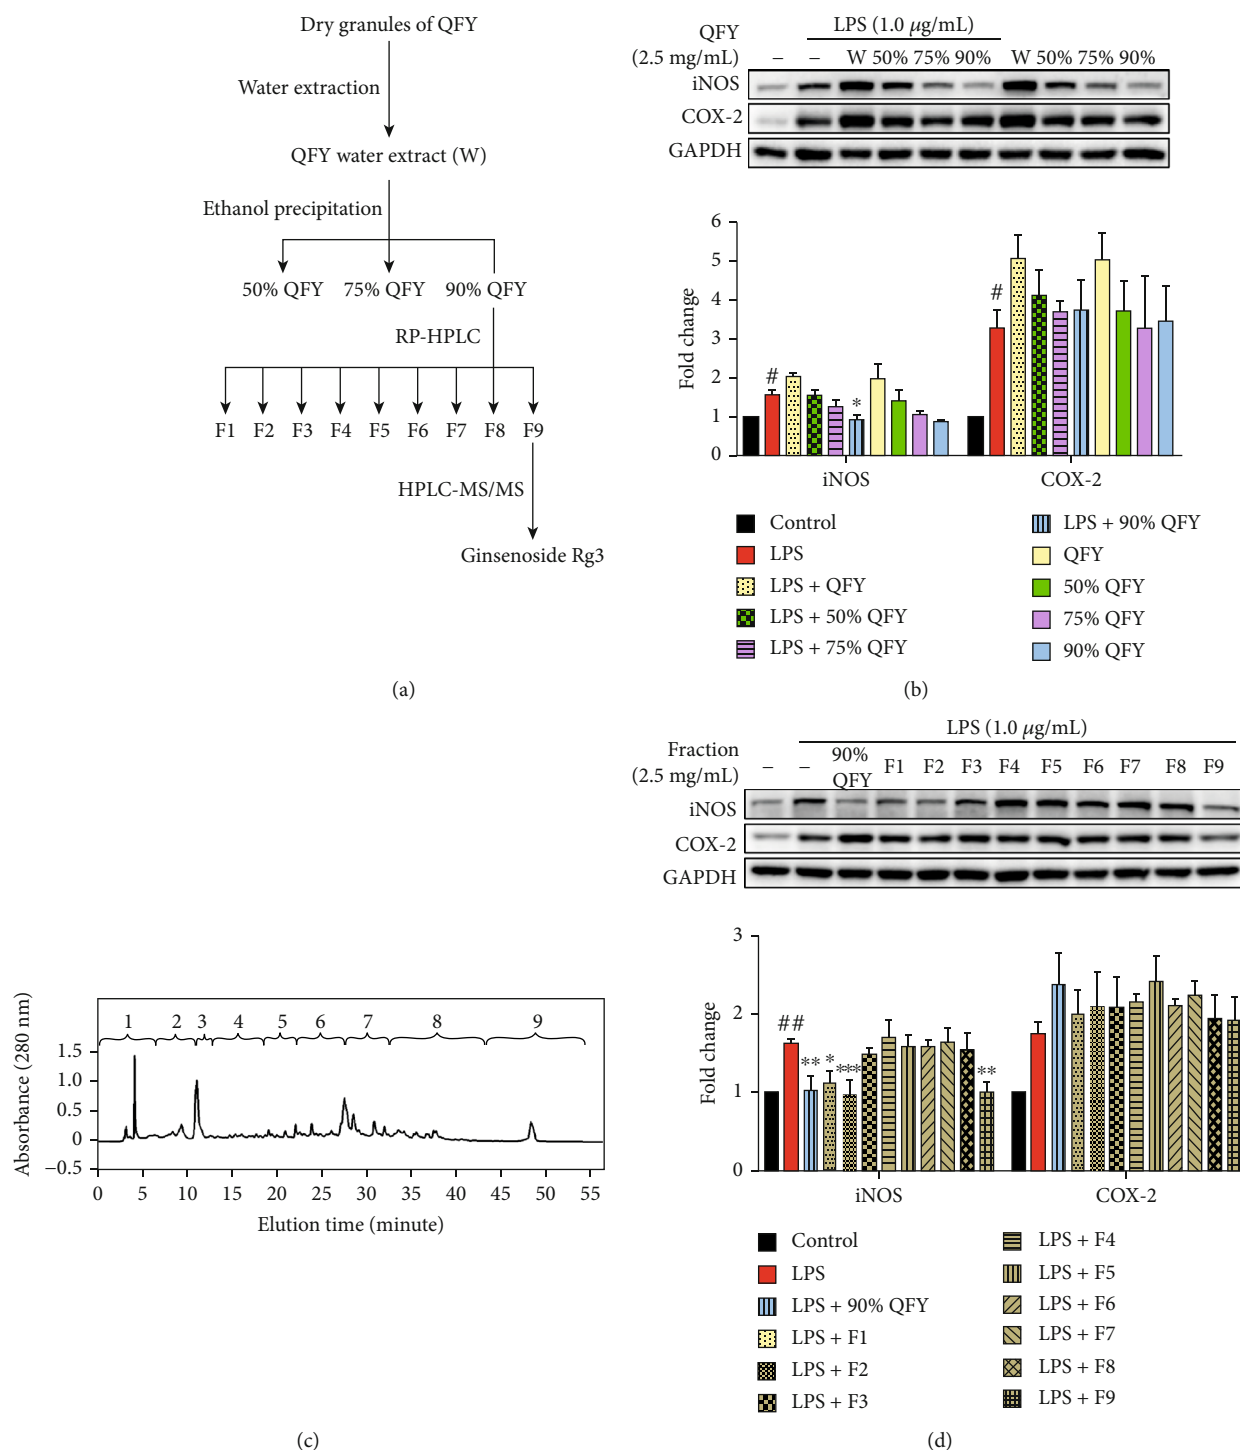 Dry granules of QFY
Water extraction
QFY water extract (W)
Ethanol precipitation
50% QFY 75% QFY 90% QFY
RP-HPLC
F1 F2 F3 F4 F5 F6 F7 F8 F9
HPLC-MS/MS
Ginsenoside Rg3
(a)
QFY
(2.5 mg/mL)
LPS (1.0 μg/mL)
– – W 50% 75% 90% W 50% 75% 90%
iNOS
COX-2
GAPDH
6
5
4
3
2
1
0
Fold change
# * #
iNOS COX-2
Control
LPS
LPS + QFY
LPS + 50% QFY
LPS + 75% QFY
LPS + 90% QFY
QFY
50% QFY
75% QFY
90% QFY
(b)
1 2 3 4 5 6 7 8 9
1.5
1.0
0.5
0
−0.5
Absorbance (280 nm)
0 5 10 15 20 25 30 35 40 45 50 55
Elution time (minute)
(c)
LPS (1.0 μg/mL)
Fraction
(2.5 mg/mL)
– – 90% QFY F1 F2 F3 F4 F5 F6 F7 F8 F9
iNOS
COX-2
GAPDH
3
2
1
0
Fold change
## ** * *** **
iNOS COX-2
Control
LPS
LPS + 90% QFY
LPS + F1
LPS + F2
LPS + F3
LPS + F4
LPS + F5
LPS + F6
LPS + F7
LPS + F8
LPS + F9
(d)